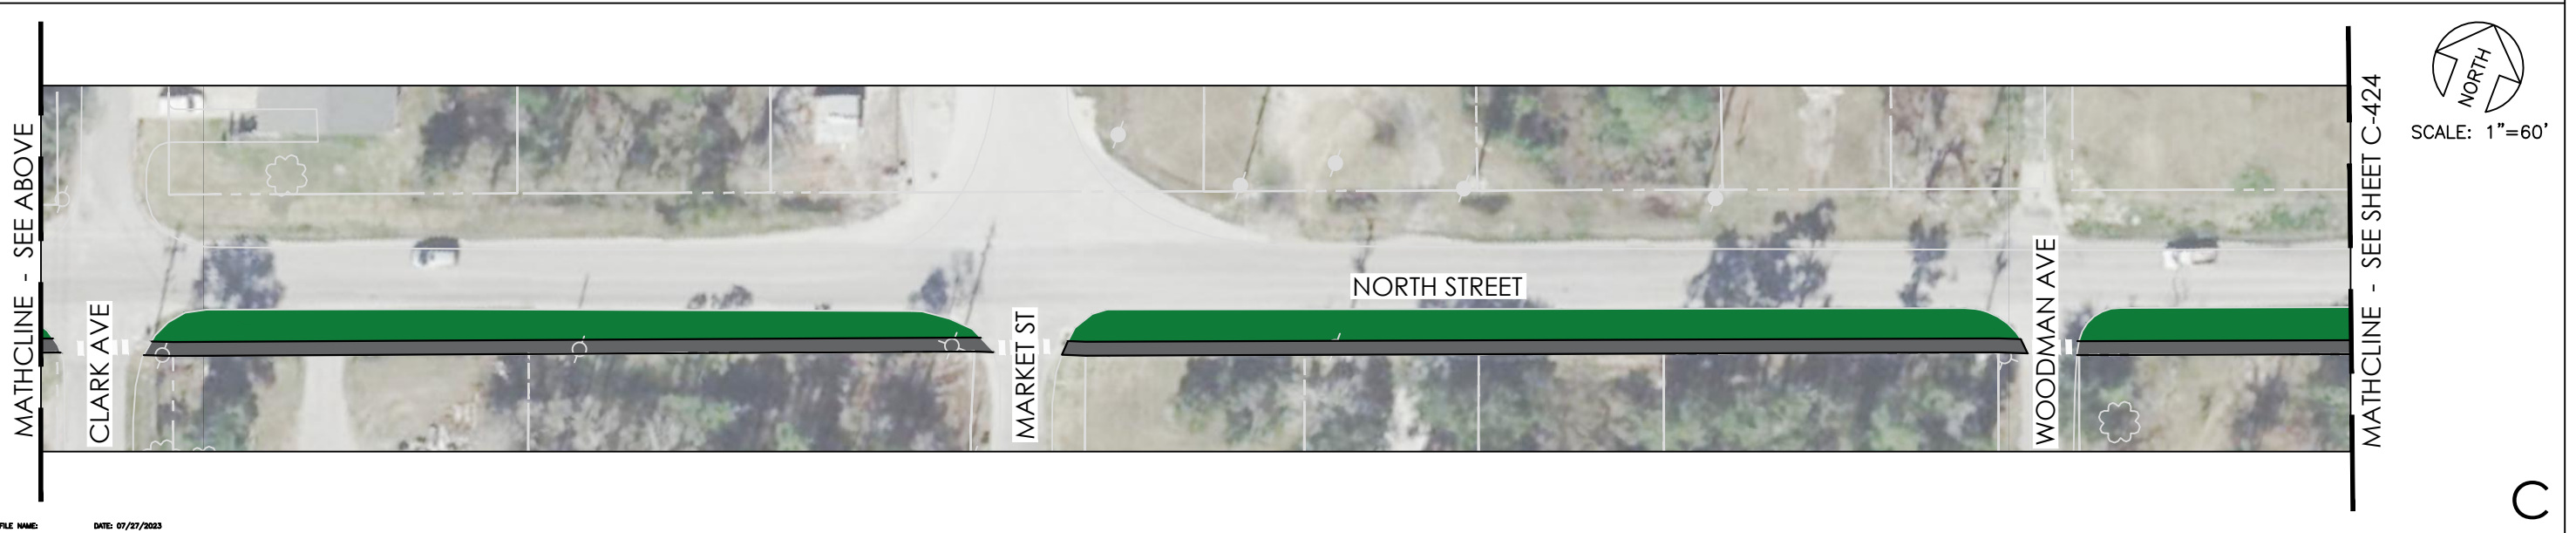 MATHCLINE - SEE ABOVE
CLARK AVE
MARKET ST
NORTH STREET
WOODMAN AVE
MATHCLINE - SEE SHEET C-424
NORTH
SCALE: 1"=60'
FILE NAME:
DATE: 07/27/2023
C